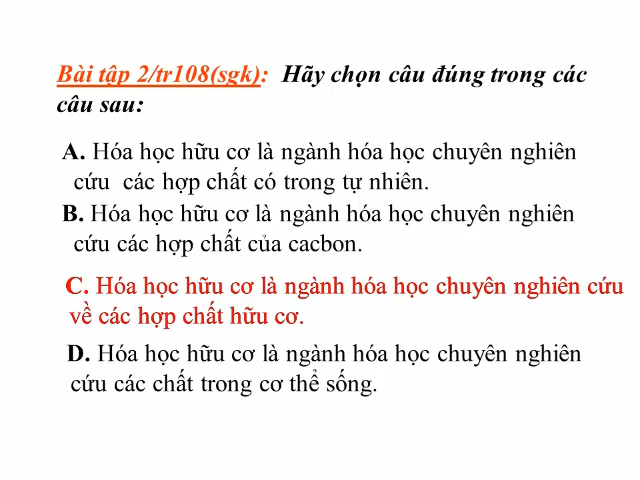 Bài tập 2/tr108(sgk): Hãy chọn câu đúng trong các
câu sau:
A. Hóa học hữu cơ là ngành hóa học chuyên nghiên
cứu các hợp chất có trong tự nhiên.
B. Hóa học hữu cơ là ngành hóa học chuyên nghiên
cứu các hợp chất của cacbon.
C. Hóa học hữu cơ là ngành hóa học chuyên nghiên cứu
về các hợp chất hữu cơ.
D. Hóa học hữu cơ là ngành hóa học chuyên nghiên
cứu các chất trong cơ thể sống.